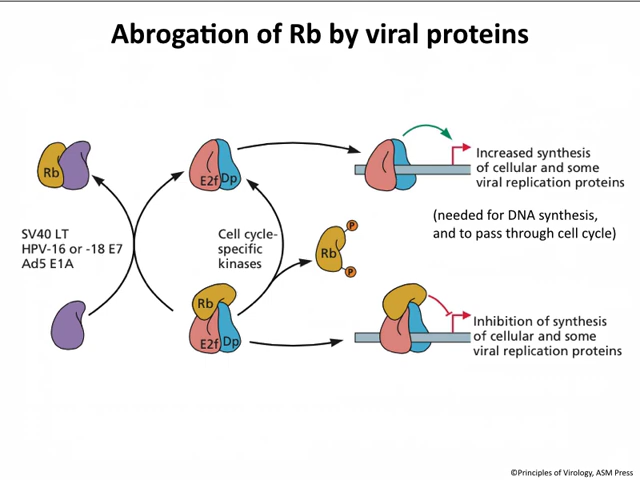 Abrogation of Rb by viral proteins
Rb
E2f Dp
Increased synthesis
of cellular and some
viral replication proteins
(needed for DNA synthesis,
and to pass through cell cycle)
SV40 LT
HPV-16 or -18 E7
Ad5 E1A
Cell cycle-
specific
kinases
P
Rb
P
Rb
E2f Dp
Inhibition of synthesis
of cellular and some
viral replication proteins
©Principles of Virology, ASM Press